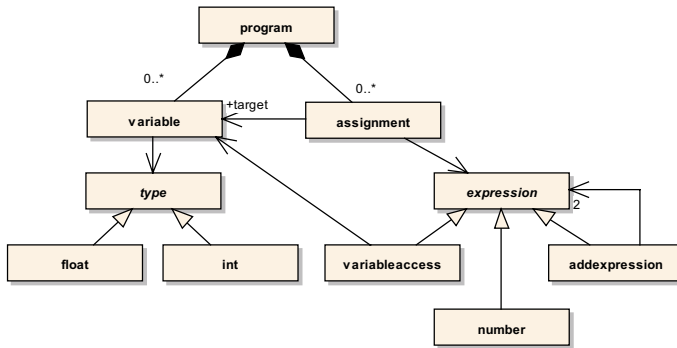 program
0..*
0..*
variable
+target
assignment
type
expression
2
float
int
variableaccess
addexpression
number